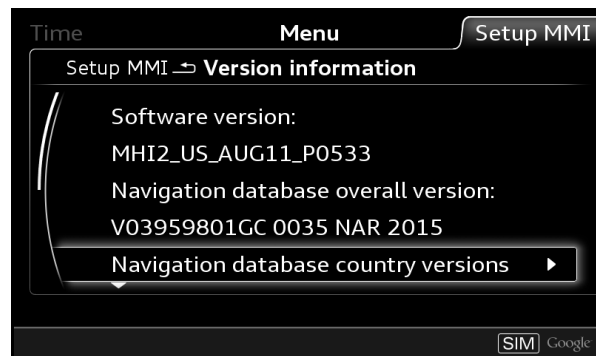 Time
Menu
Setup MMI
Setup MMI Version information
Software version:
MHI2_US_AUG11_P0533
Navigation database overall version:
V03959801GC 0035 NAR 2015
Navigation database country versions
SIM Google